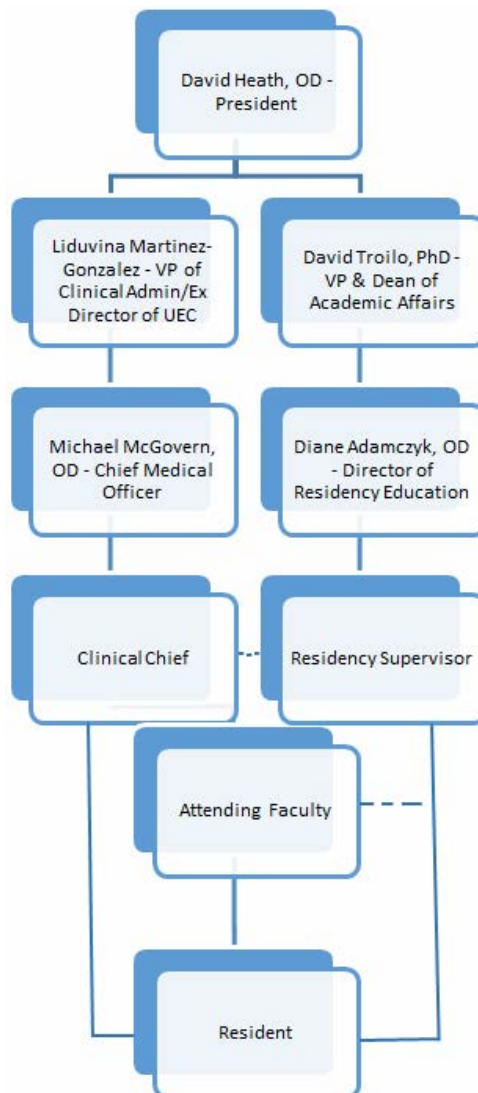 David Heath, OD -
President
Liduvina Martinez-
Gonzalez - VP of
Clinical Admin/Ex
Director of UEC
David Troilo, PhD -
VP & Dean of
Academic Affairs
Michael McGovern,
OD - Chief Medical
Officer
Diane Adamczyk, OD
- Director of
Residency Education
Clinical Chief
Residency Supervisor
Attending Faculty
Resident